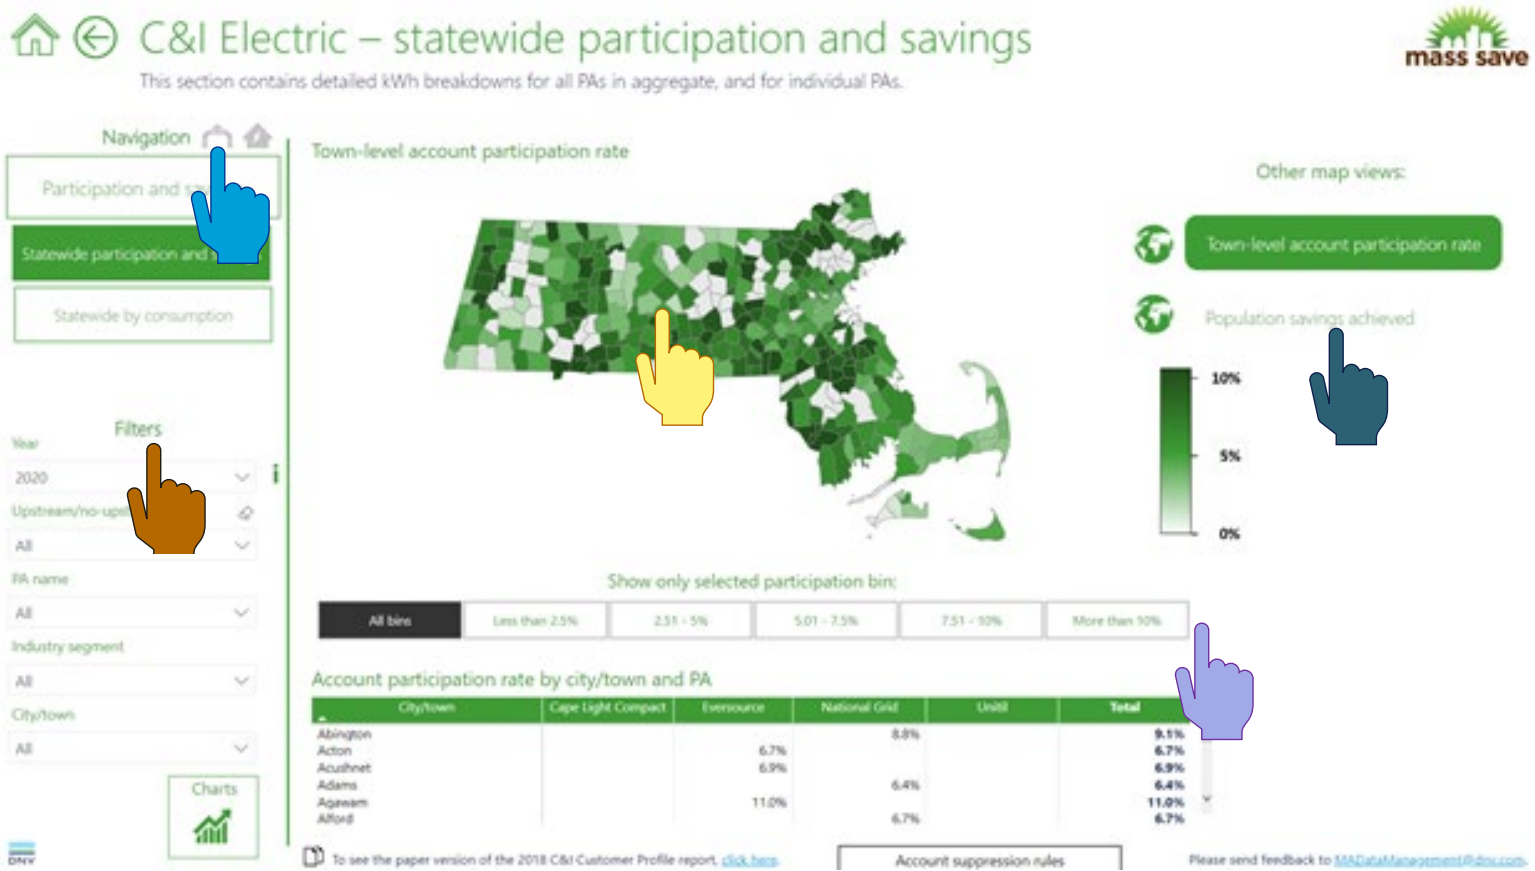 C&I Electric – statewide participation and savings
mass save
This section contains detailed kWh breakdowns for all PAs in aggregate, and for individual PAs.
Navigation
Participation and
Statewide participation and
Statewide by consumption
Filters
Year
2020
All
PA name
All
Industry segment
All
City/town
All
Charts
DNV
Town-level account participation rate
Other map views:
Town-level account participation rate
Population savings achieved
10%
5%
0%
Show only selected participation bin:
All bins
Less than 2.5%
2.51 - 5%
5.01 - 7.5%
7.51 - 10%
More than 10%
Account participation rate by city/town and PA
City/town Cape Light Compact Eversource National Grid Unitil Total
Abington 8.8% 9.1%
Acton 6.7% 6.7%
Acushnet 6.9% 6.9%
Adams 6.4% 6.4%
Agawam 11.0% 11.0%
Alford 6.7% 6.7%
To see the paper version of the 2018 C&I Customer Profile report, click here.
Account suppression rules
Please send feedback to MADataManagement@dnv.com.